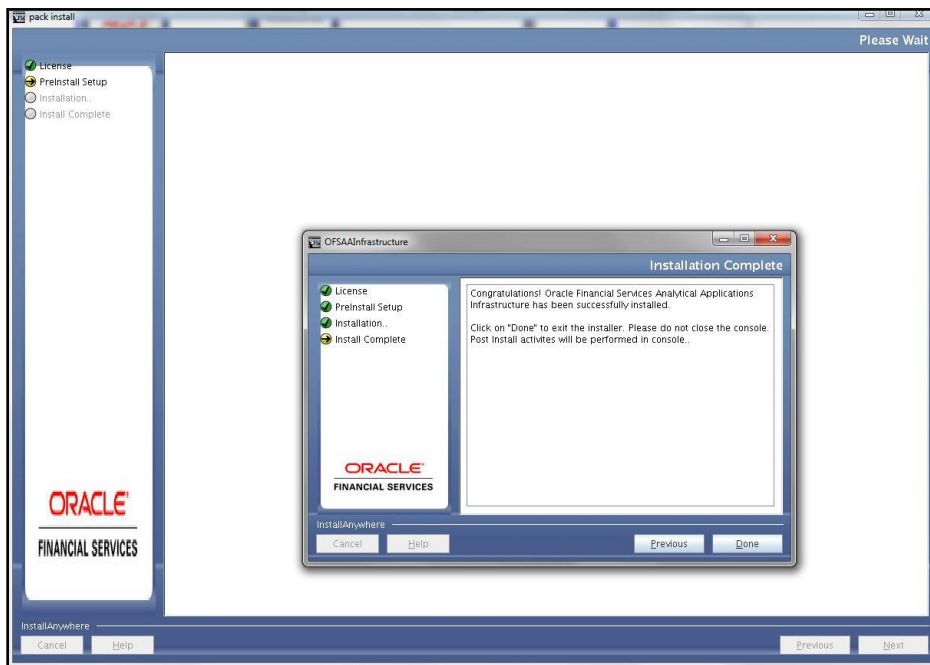 pack install
Please Wait
License
PreInstall Setup
Installation..
Install Complete
OFSAAInfrastructure
Installation Complete
License
PreInstall Setup
Installation..
Install Complete
Congratulations! Oracle Financial Services Analytical Applications
Infrastructure has been successfully installed.
Click on "Done" to exit the installer. Please do not close the console.
Post Install activites will be performed in console..
ORACLE
FINANCIAL SERVICES
InstallAnywhere
Cancel Help Previous Done
ORACLE
FINANCIAL SERVICES
InstallAnywhere
Cancel Help Previous Next